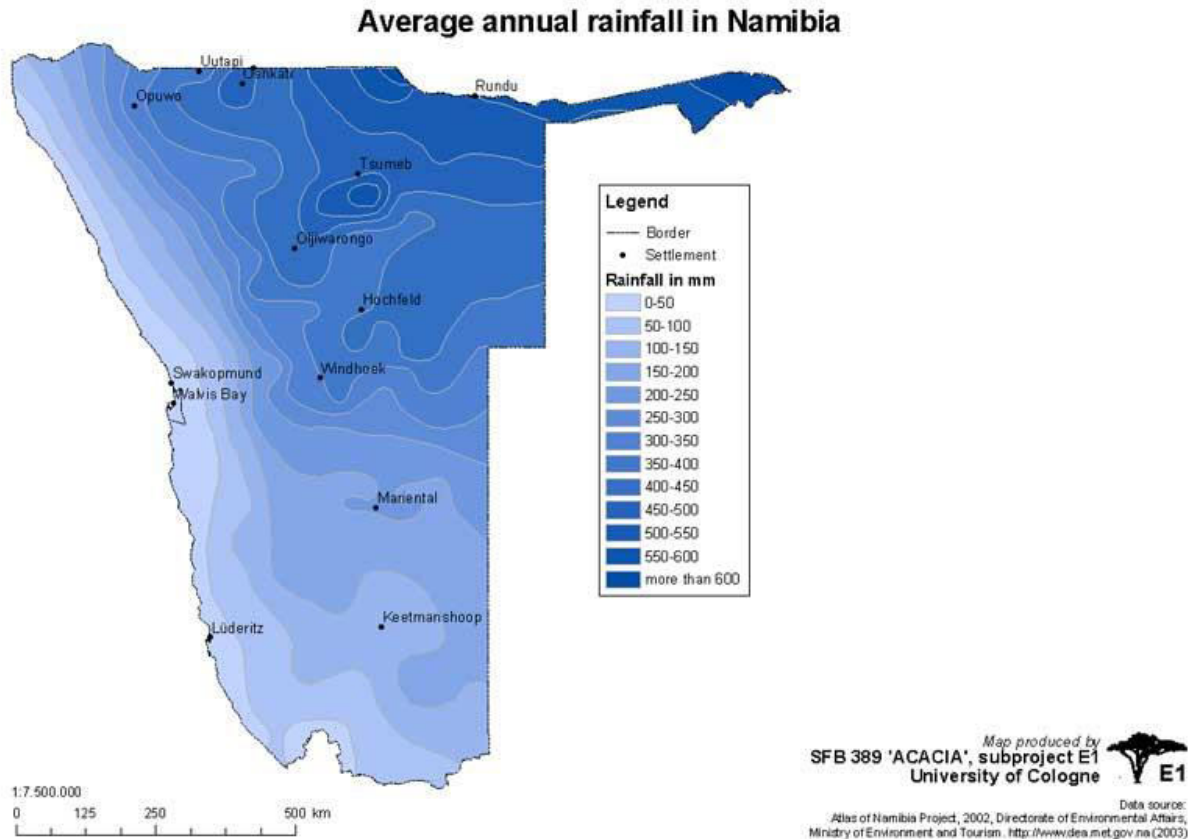 Average annual rainfall in Namibia
Uutapi
Oshkati
Opuwo
Rundu
Tsumeb
Oljiwarongo
Hochfeld
Windhoek
Swakopmund
Walvis Bay
Mariental
Keetmanshoop
Lüderitz
Legend
Border
Settlement
Rainfall in mm
0-50
50-100
100-150
150-200
200-250
250-300
300-350
350-400
400-450
450-500
500-550
550-600
more than 600
1:7.500.000
0 125 250 500 km
Map produced by
SFB 389 'ACACIA', subproject E1
University of Cologne
E1
Data source:
Atlas of Namibia Project, 2002, Directorate of Environmental Affairs,
Ministry of Environment and Tourism. http://www.dea.met.gov.na (2003)